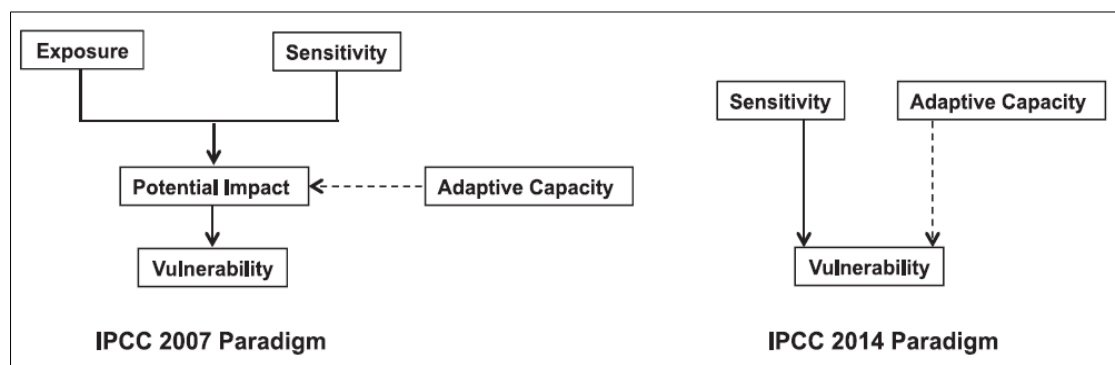 Exposure
Sensitivity
Potential Impact
Adaptive Capacity
Vulnerability
IPCC 2007 Paradigm
Sensitivity
Adaptive Capacity
Vulnerability
IPCC 2014 Paradigm